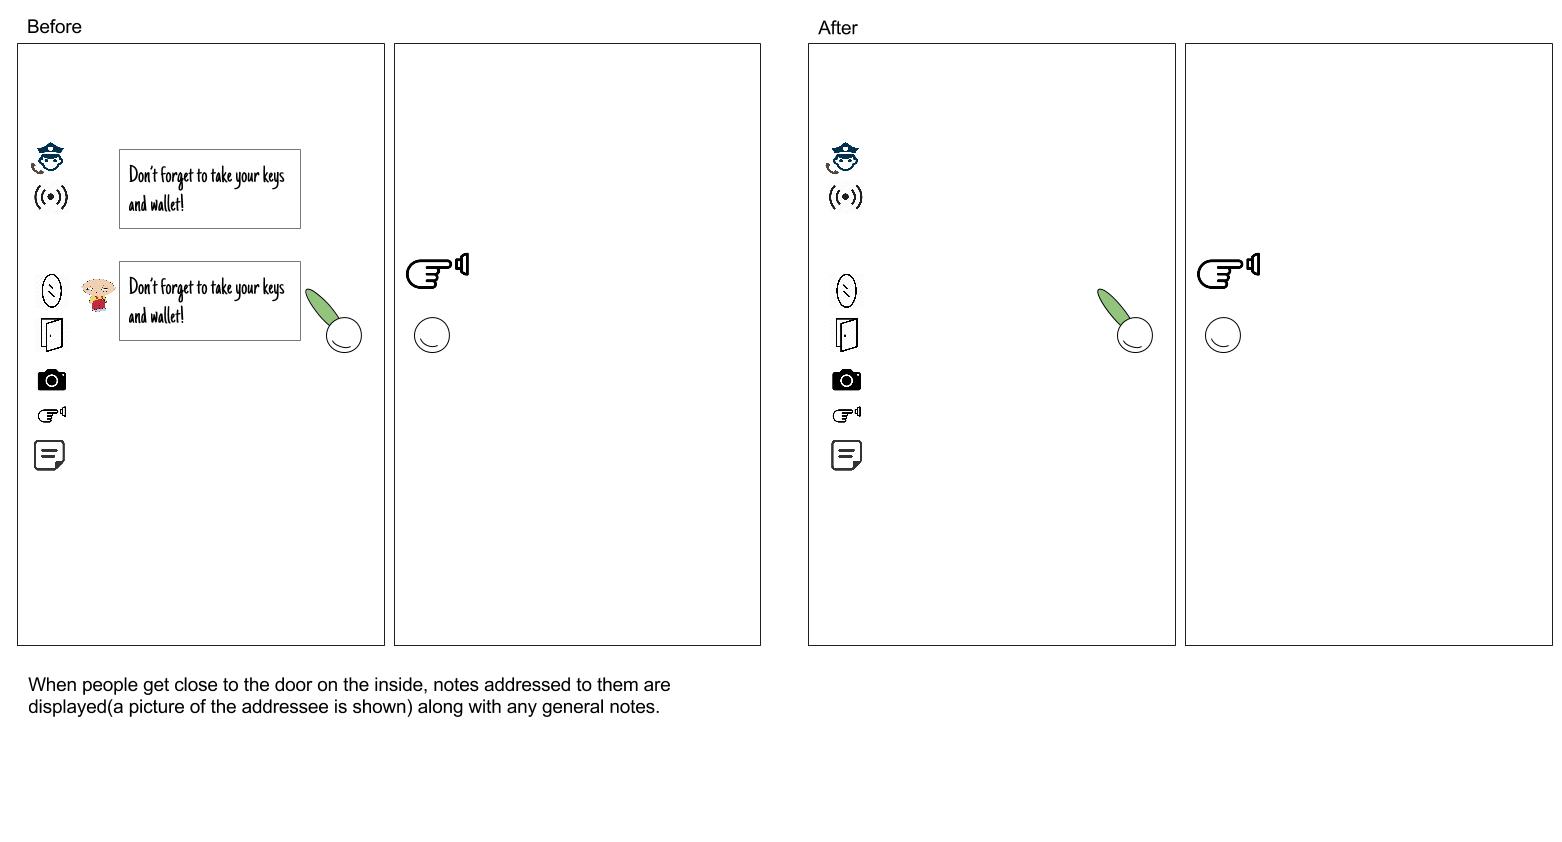 Before
After
Don't forget to take your keys
and wallet!
Don't forget to take your keys
and wallet!
When people get close to the door on the inside, notes addressed to them are
displayed(a picture of the addressee is shown) along with any general notes.